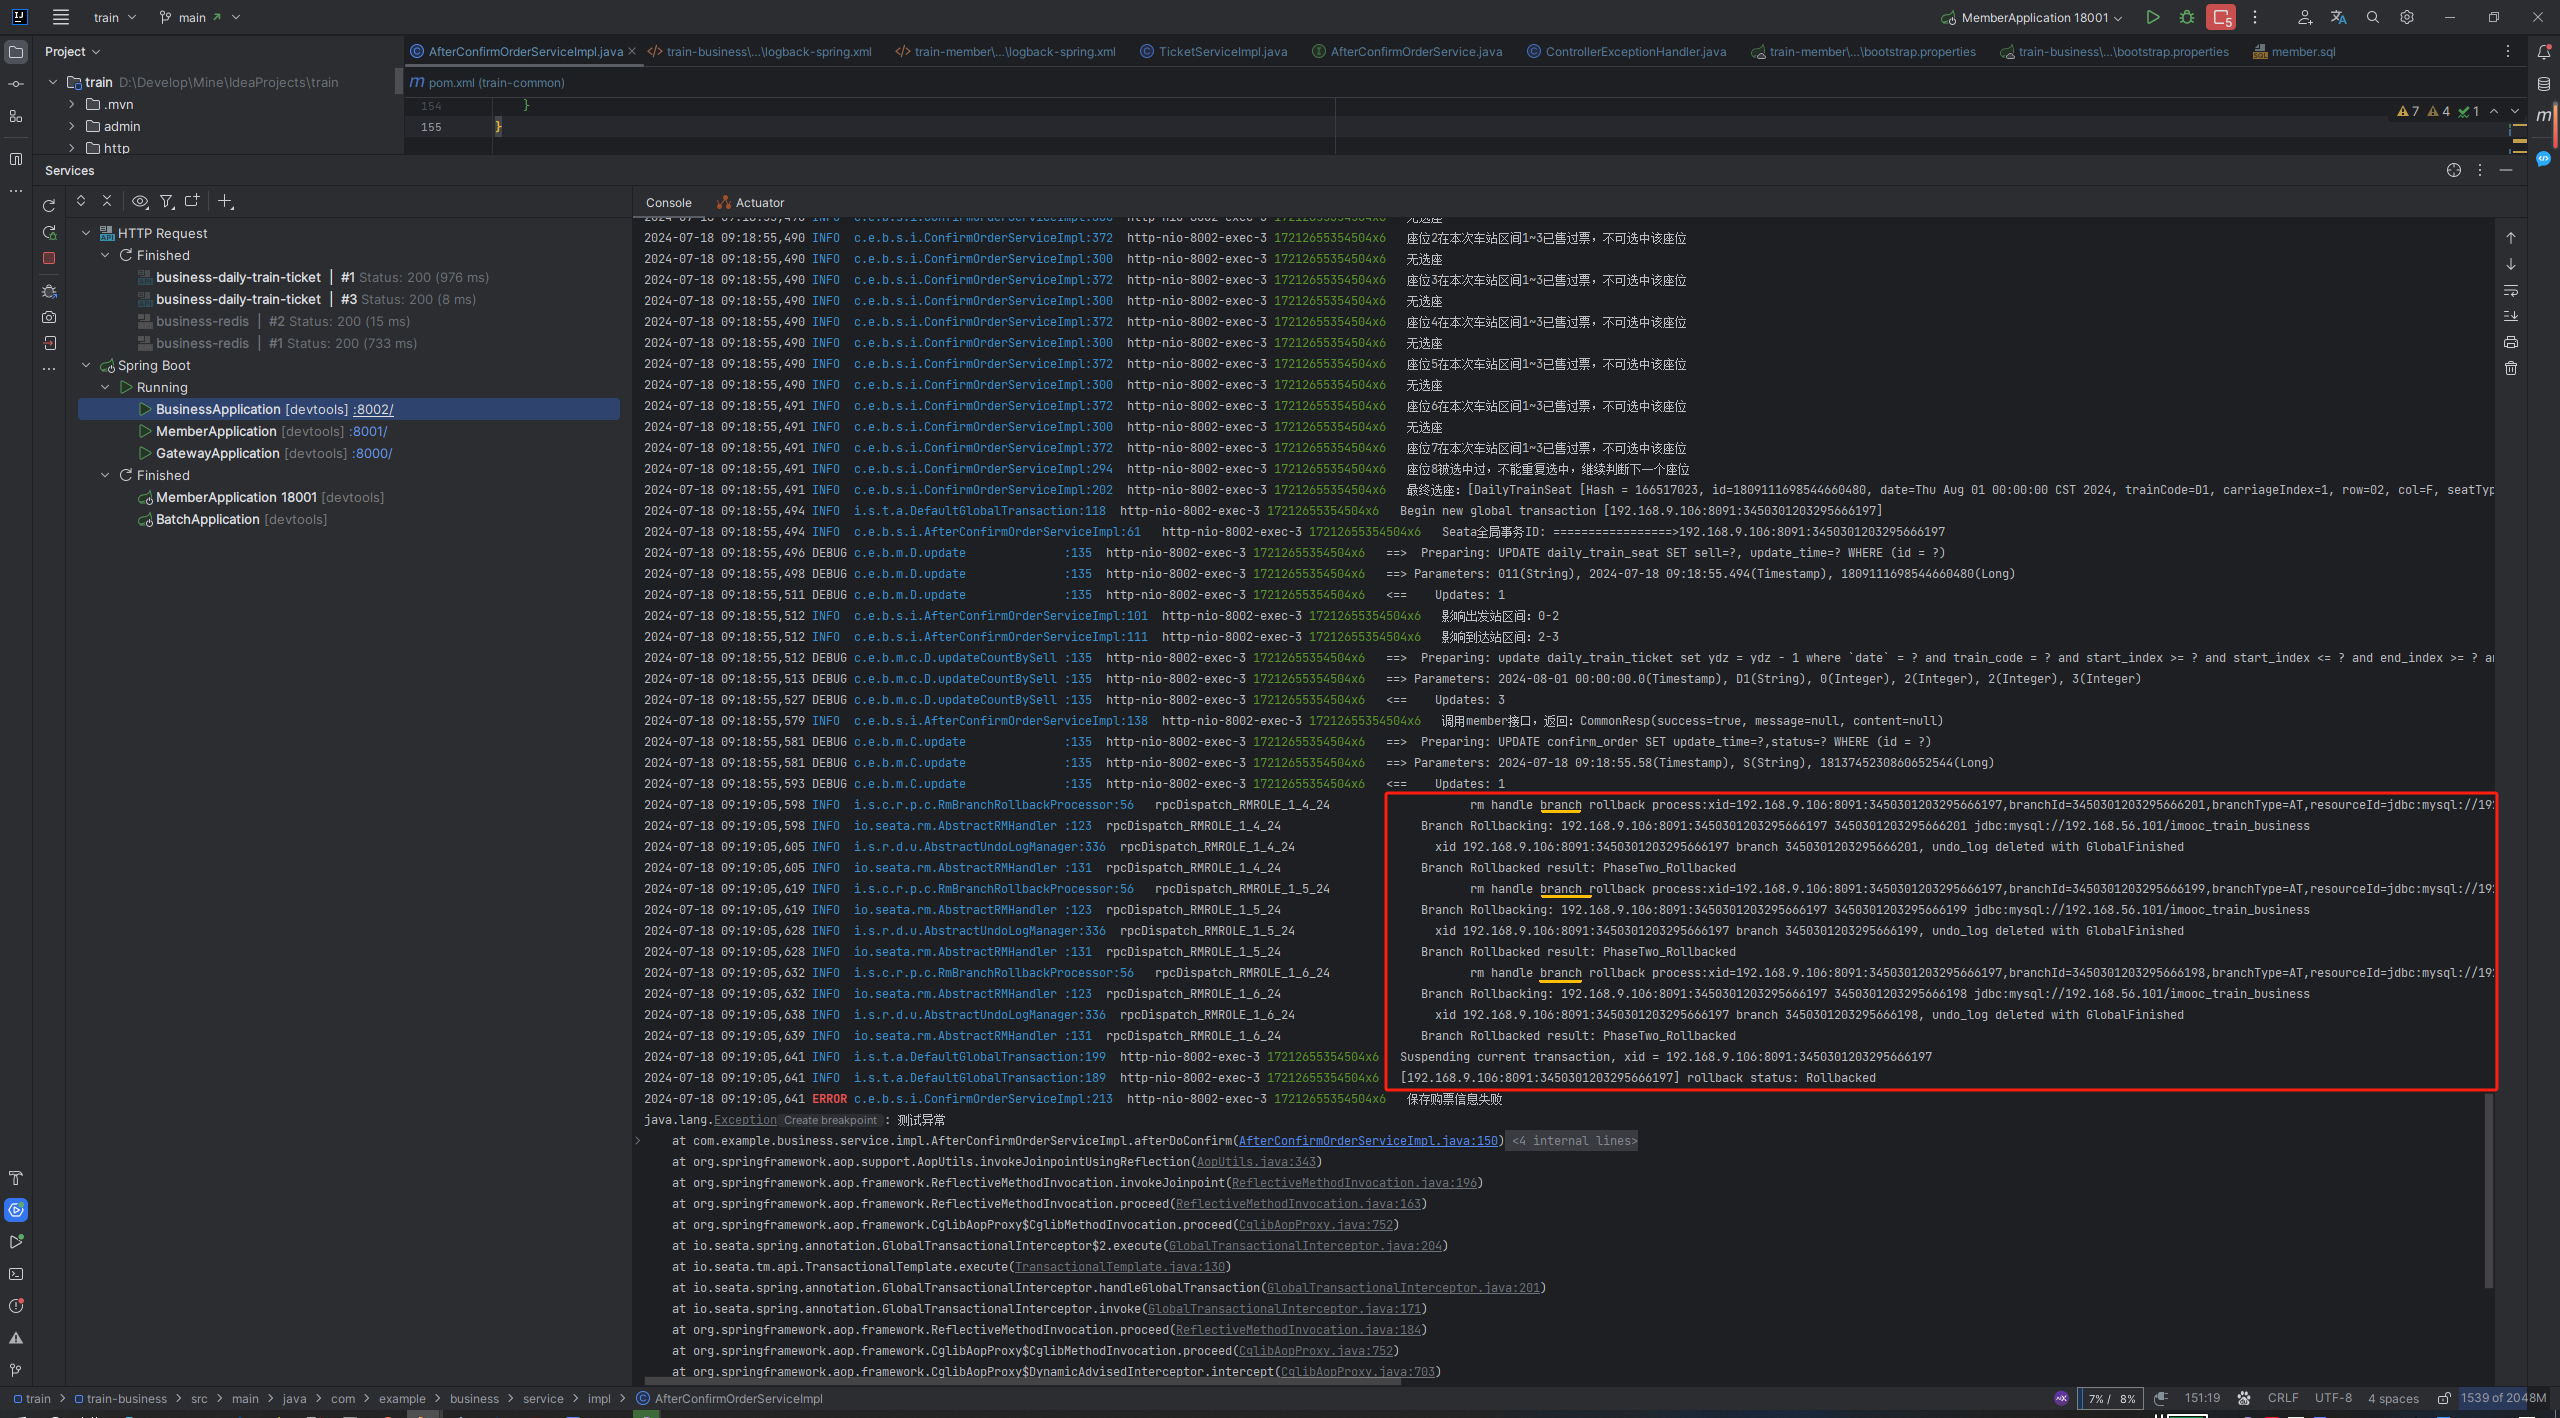 train
main
MemberApplication 18001
5
Project
AfterConfirmOrderServiceImpl.java
train-business\...\logback-spring.xml
train-member\...\logback-spring.xml
TicketServiceImpl.java
AfterConfirmOrderService.java
ControllerExceptionHandler.java
train-member\...\bootstrap.properties
train-business\...\bootstrap.properties
member.sql
train D:\Develop\Mine\IdeaProjects\train
m pom.xml (train-common)
.mvn
154 }
admin
155 }
7 4 1
http
Services
Console Actuator
HTTP Request
Finished
business-daily-train-ticket | #1 Status: 200 (976 ms)
business-daily-train-ticket | #3 Status: 200 (8 ms)
business-redis | #2 Status: 200 (15 ms)
business-redis | #1 Status: 200 (733 ms)
Spring Boot
Running
BusinessApplication [devtools] :8002/
MemberApplication [devtools] :8001/
GatewayApplication [devtools] :8000/
Finished
MemberApplication 18001 [devtools]
BatchApplication [devtools]
2024-07-18 09:18:55,490 INFO c.e.b.s.i.ConfirmOrderServiceImpl:372 http-nio-8002-exec-3 17212655354504x6 座位2在本次车站区间1~3已售过票，不可选中该座位
2024-07-18 09:18:55,490 INFO c.e.b.s.i.ConfirmOrderServiceImpl:300 http-nio-8002-exec-3 17212655354504x6 无选座
2024-07-18 09:18:55,490 INFO c.e.b.s.i.ConfirmOrderServiceImpl:372 http-nio-8002-exec-3 17212655354504x6 座位3在本次车站区间1~3已售过票，不可选中该座位
2024-07-18 09:18:55,490 INFO c.e.b.s.i.ConfirmOrderServiceImpl:300 http-nio-8002-exec-3 17212655354504x6 无选座
2024-07-18 09:18:55,490 INFO c.e.b.s.i.ConfirmOrderServiceImpl:372 http-nio-8002-exec-3 17212655354504x6 座位4在本次车站区间1~3已售过票，不可选中该座位
2024-07-18 09:18:55,490 INFO c.e.b.s.i.ConfirmOrderServiceImpl:300 http-nio-8002-exec-3 17212655354504x6 无选座
2024-07-18 09:18:55,490 INFO c.e.b.s.i.ConfirmOrderServiceImpl:372 http-nio-8002-exec-3 17212655354504x6 座位5在本次车站区间1~3已售过票，不可选中该座位
2024-07-18 09:18:55,490 INFO c.e.b.s.i.ConfirmOrderServiceImpl:300 http-nio-8002-exec-3 17212655354504x6 无选座
2024-07-18 09:18:55,491 INFO c.e.b.s.i.ConfirmOrderServiceImpl:372 http-nio-8002-exec-3 17212655354504x6 座位6在本次车站区间1~3已售过票，不可选中该座位
2024-07-18 09:18:55,491 INFO c.e.b.s.i.ConfirmOrderServiceImpl:300 http-nio-8002-exec-3 17212655354504x6 无选座
2024-07-18 09:18:55,491 INFO c.e.b.s.i.ConfirmOrderServiceImpl:372 http-nio-8002-exec-3 17212655354504x6 座位7在本次车站区间1~3已售过票，不可选中该座位
2024-07-18 09:18:55,491 INFO c.e.b.s.i.ConfirmOrderServiceImpl:294 http-nio-8002-exec-3 17212655354504x6 座位8被选中过，不能重复选中，继续判断下一个座位
2024-07-18 09:18:55,491 INFO c.e.b.s.i.ConfirmOrderServiceImpl:202 http-nio-8002-exec-3 17212655354504x6 最终选座：[DailyTrainSeat [Hash = 166517023, id=1809111698544660480, date=Thu Aug 01 00:00:00 CST 2024, trainCode=D1, carriageIndex=1, row=02, col=F, seatTyp
2024-07-18 09:18:55,494 INFO i.s.t.a.DefaultGlobalTransaction:118 http-nio-8002-exec-3 17212655354504x6 Begin new global transaction [192.168.9.106:8091:3450301203295666197]
2024-07-18 09:18:55,494 INFO c.e.b.s.i.AfterConfirmOrderServiceImpl:61 http-nio-8002-exec-3 17212655354504x6 Seata全局事务ID: =================>192.168.9.106:8091:3450301203295666197
2024-07-18 09:18:55,496 DEBUG c.e.b.m.D.update :135 http-nio-8002-exec-3 17212655354504x6 ==> Preparing: UPDATE daily_train_seat SET sell=?, update_time=? WHERE (id = ?)
2024-07-18 09:18:55,498 DEBUG c.e.b.m.D.update :135 http-nio-8002-exec-3 17212655354504x6 ==> Parameters: 011(String), 2024-07-18 09:18:55.494(Timestamp), 1809111698544660480(Long)
2024-07-18 09:18:55,511 DEBUG c.e.b.m.D.update :135 http-nio-8002-exec-3 17212655354504x6 <== Updates: 1
2024-07-18 09:18:55,512 INFO c.e.b.s.i.AfterConfirmOrderServiceImpl:101 http-nio-8002-exec-3 17212655354504x6 影响出发站区间：0-2
2024-07-18 09:18:55,512 INFO c.e.b.s.i.AfterConfirmOrderServiceImpl:111 http-nio-8002-exec-3 17212655354504x6 影响到达站区间：2-3
2024-07-18 09:18:55,512 DEBUG c.e.b.m.c.D.updateCountBySell :135 http-nio-8002-exec-3 17212655354504x6 ==> Preparing: update daily_train_ticket set ydz = ydz - 1 where `date` = ? and train_code = ? and start_index >= ? and start_index <= ? and end_index >= ? a
2024-07-18 09:18:55,513 DEBUG c.e.b.m.c.D.updateCountBySell :135 http-nio-8002-exec-3 17212655354504x6 ==> Parameters: 2024-08-01 00:00:00.0(Timestamp), D1(String), 0(Integer), 2(Integer), 2(Integer), 3(Integer)
2024-07-18 09:18:55,527 DEBUG c.e.b.m.c.D.updateCountBySell :135 http-nio-8002-exec-3 17212655354504x6 <== Updates: 3
2024-07-18 09:18:55,579 INFO c.e.b.s.i.AfterConfirmOrderServiceImpl:138 http-nio-8002-exec-3 17212655354504x6 调用member接口，返回：CommonResp(success=true, message=null, content=null)
2024-07-18 09:18:55,581 DEBUG c.e.b.m.C.update :135 http-nio-8002-exec-3 17212655354504x6 ==> Preparing: UPDATE confirm_order SET update_time=?,status=? WHERE (id = ?)
2024-07-18 09:18:55,581 DEBUG c.e.b.m.C.update :135 http-nio-8002-exec-3 17212655354504x6 ==> Parameters: 2024-07-18 09:18:55.58(Timestamp), S(String), 1813745230860652544(Long)
2024-07-18 09:18:55,593 DEBUG c.e.b.m.C.update :135 http-nio-8002-exec-3 17212655354504x6 <== Updates: 1
2024-07-18 09:19:05,598 INFO i.s.c.r.p.c.RmBranchRollbackProcessor:56 rpcDispatch_RMROLE_1_4_24 rm handle branch rollback process:xid=192.168.9.106:8091:3450301203295666197,branchId=3450301203295666201,branchType=AT,resourceId=jdbc:mysql://19
2024-07-18 09:19:05,598 INFO io.seata.rm.AbstractRMHandler :123 rpcDispatch_RMROLE_1_4_24 Branch Rollbacking: 192.168.9.106:8091:3450301203295666197 3450301203295666201 jdbc:mysql://192.168.56.101/imooc_train_business
2024-07-18 09:19:05,605 INFO i.s.r.d.u.AbstractUndoLogManager:336 rpcDispatch_RMROLE_1_4_24 xid 192.168.9.106:8091:3450301203295666197 branch 3450301203295666201, undo_log deleted with GlobalFinished
2024-07-18 09:19:05,605 INFO io.seata.rm.AbstractRMHandler :131 rpcDispatch_RMROLE_1_4_24 Branch Rollbacked result: PhaseTwo_Rollbacked
2024-07-18 09:19:05,619 INFO i.s.c.r.p.c.RmBranchRollbackProcessor:56 rpcDispatch_RMROLE_1_5_24 rm handle branch rollback process:xid=192.168.9.106:8091:3450301203295666197,branchId=3450301203295666199,branchType=AT,resourceId=jdbc:mysql://19
2024-07-18 09:19:05,619 INFO io.seata.rm.AbstractRMHandler :123 rpcDispatch_RMROLE_1_5_24 Branch Rollbacking: 192.168.9.106:8091:3450301203295666197 3450301203295666199 jdbc:mysql://192.168.56.101/imooc_train_business
2024-07-18 09:19:05,628 INFO i.s.r.d.u.AbstractUndoLogManager:336 rpcDispatch_RMROLE_1_5_24 xid 192.168.9.106:8091:3450301203295666197 branch 3450301203295666199, undo_log deleted with GlobalFinished
2024-07-18 09:19:05,628 INFO io.seata.rm.AbstractRMHandler :131 rpcDispatch_RMROLE_1_5_24 Branch Rollbacked result: PhaseTwo_Rollbacked
2024-07-18 09:19:05,632 INFO i.s.c.r.p.c.RmBranchRollbackProcessor:56 rpcDispatch_RMROLE_1_6_24 rm handle branch rollback process:xid=192.168.9.106:8091:3450301203295666197,branchId=3450301203295666198,branchType=AT,resourceId=jdbc:mysql://19
2024-07-18 09:19:05,632 INFO io.seata.rm.AbstractRMHandler :123 rpcDispatch_RMROLE_1_6_24 Branch Rollbacking: 192.168.9.106:8091:3450301203295666197 3450301203295666198 jdbc:mysql://192.168.56.101/imooc_train_business
2024-07-18 09:19:05,638 INFO i.s.r.d.u.AbstractUndoLogManager:336 rpcDispatch_RMROLE_1_6_24 xid 192.168.9.106:8091:3450301203295666197 branch 3450301203295666198, undo_log deleted with GlobalFinished
2024-07-18 09:19:05,639 INFO io.seata.rm.AbstractRMHandler :131 rpcDispatch_RMROLE_1_6_24 Branch Rollbacked result: PhaseTwo_Rollbacked
2024-07-18 09:19:05,641 INFO i.s.t.a.DefaultGlobalTransaction:199 http-nio-8002-exec-3 17212655354504x6 Suspending current transaction, xid = 192.168.9.106:8091:3450301203295666197
2024-07-18 09:19:05,641 INFO i.s.t.a.DefaultGlobalTransaction:189 http-nio-8002-exec-3 17212655354504x6 [192.168.9.106:8091:3450301203295666197] rollback status: Rollbacked
2024-07-18 09:19:05,641 ERROR c.e.b.s.i.ConfirmOrderServiceImpl:213 http-nio-8002-exec-3 17212655354504x6 保存购票信息失败
java.lang.Exception Create breakpoint : 测试异常
at com.example.business.service.impl.AfterConfirmOrderServiceImpl.afterDoConfirm(AfterConfirmOrderServiceImpl.java:150) <4 internal lines>
at org.springframework.aop.support.AopUtils.invokeJoinpointUsingReflection(AopUtils.java:343)
at org.springframework.aop.framework.ReflectiveMethodInvocation.invokeJoinpoint(ReflectiveMethodInvocation.java:196)
at org.springframework.aop.framework.ReflectiveMethodInvocation.proceed(ReflectiveMethodInvocation.java:163)
at org.springframework.aop.framework.CglibAopProxy$CglibMethodInvocation.proceed(CglibAopProxy.java:752)
at io.seata.spring.annotation.GlobalTransactionalInterceptor$2.execute(GlobalTransactionalInterceptor.java:204)
at io.seata.tm.api.TransactionalTemplate.execute(TransactionalTemplate.java:130)
at io.seata.spring.annotation.GlobalTransactionalInterceptor.handleGlobalTransaction(GlobalTransactionalInterceptor.java:201)
at io.seata.spring.annotation.GlobalTransactionalInterceptor.invoke(GlobalTransactionalInterceptor.java:171)
at org.springframework.aop.framework.ReflectiveMethodInvocation.proceed(ReflectiveMethodInvocation.java:184)
at org.springframework.aop.framework.CglibAopProxy$CglibMethodInvocation.proceed(CglibAopProxy.java:752)
at org.springframework.aop.framework.CglibAopProxy$DynamicAdvisedInterceptor.intercept(CglibAopProxy.java:703)
train > train-business > src > main > java > com > example > business > service > impl > AfterConfirmOrderServiceImpl
7% / 8% 151:19 CRLF UTF-8 4 spaces 1539 of 2048M